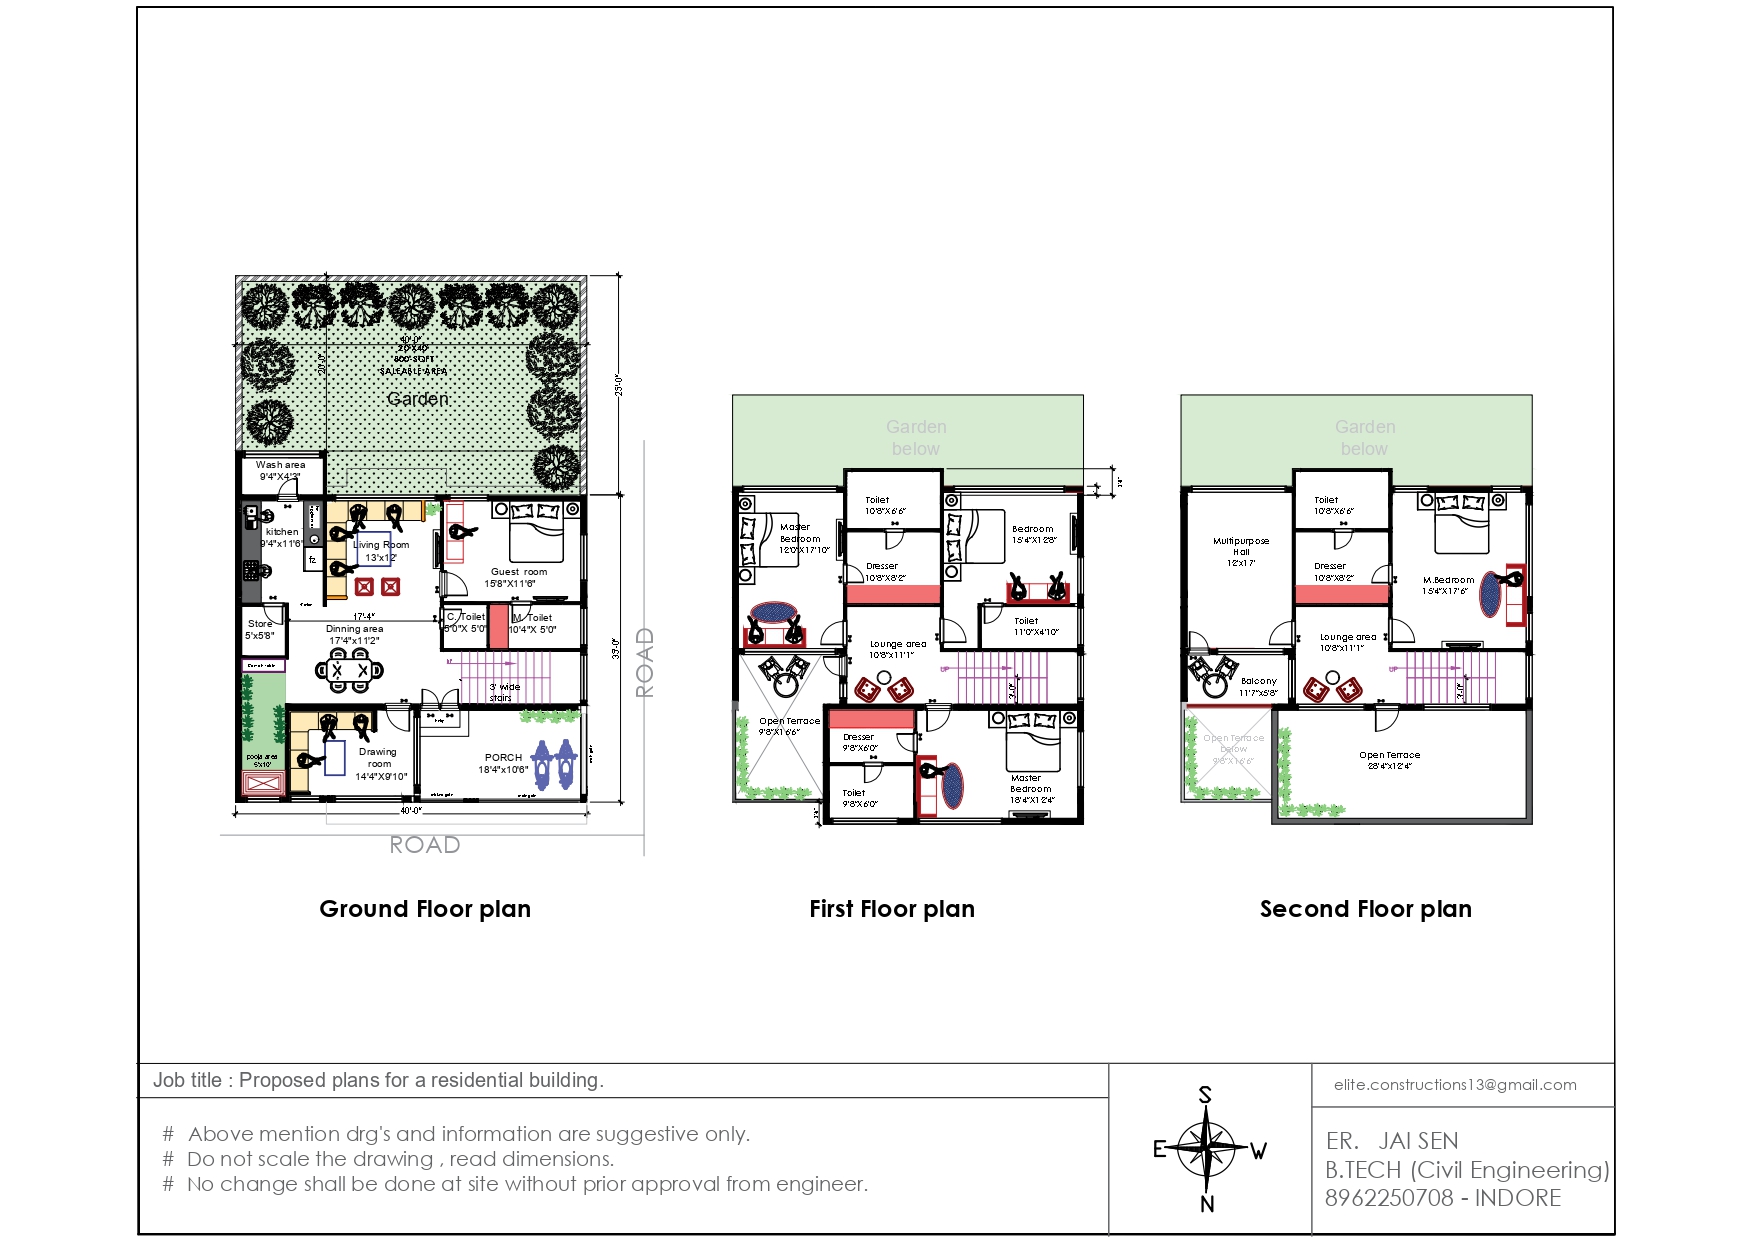 40'-0"
20'X40'
800 SQFT
SALEABLE AREA
20'-0"
Garden
25'-0"
Wash area
9'4"X4'3"
kitchen
9'4"x11'6"
fz
Living Room
13'x12'
Guest room
15'8"X11'6"
Store
5'x5'8"
17'-4"
Dinning area
17'4"x11'2"
C. Toilet
5'0"X 5'0"
M. Toilet
10'4"X 5'0"
UP
3' wide
stairs
pooja area
5'x10'
Drawing
room
14'4"X9'10"
PORCH
18'4"x10'6"
40'-0"
ROAD
ROAD
Ground Floor plan
Garden
below
Toilet
10'8"X6'6"
Master
Bedroom
12'0"X17'10"
Bedroom
15'4"X12'8"
Dresser
10'8"X8'2"
Toilet
11'0"X4'10"
Lounge area
10'8"x11'1"
UP
3'-0"
Open Terrace
9'8"X16'6"
Dresser
9'8"X6'0"
Toilet
9'8"X6'0"
Master
Bedroom
18'4"X12'4"
First Floor plan
Garden
below
Toilet
10'8"X6'6"
Multipurpose
Hall
12'x17'
Dresser
10'8"X8'2"
M.Bedroom
15'4"X17'6"
Lounge area
10'8"x11'1"
UP
3'-0"
Balcony
11'7"x5'8"
Open Terrace
below
9'8"X16'6"
Open Terrace
28'4"x12'4"
Second Floor plan
Job title : Proposed plans for a residential building.
# Above mention drg's and information are suggestive only.
# Do not scale the drawing , read dimensions.
# No change shall be done at site without prior approval from engineer.
S
E
W
N
elite.constructions13@gmail.com
ER. JAI SEN
B.TECH (Civil Engineering)
8962250708 - INDORE